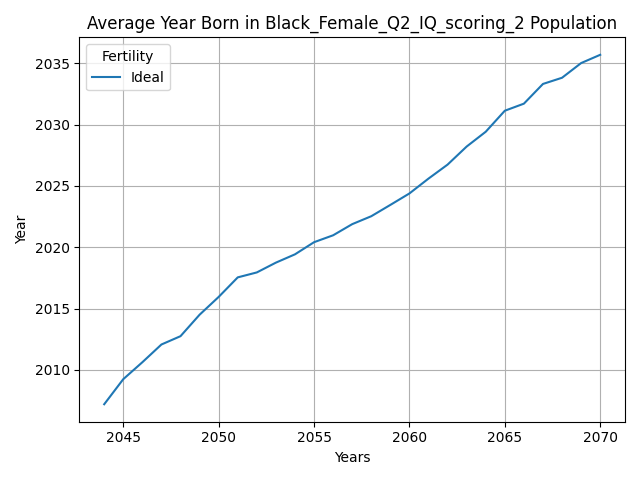 Average Year Born in Black_Female_Q2_IQ_scoring_2 Population
Fertility
Ideal
2035
2030
2025
2020
2015
2010
Year
2045 2050 2055 2060 2065 2070
Years